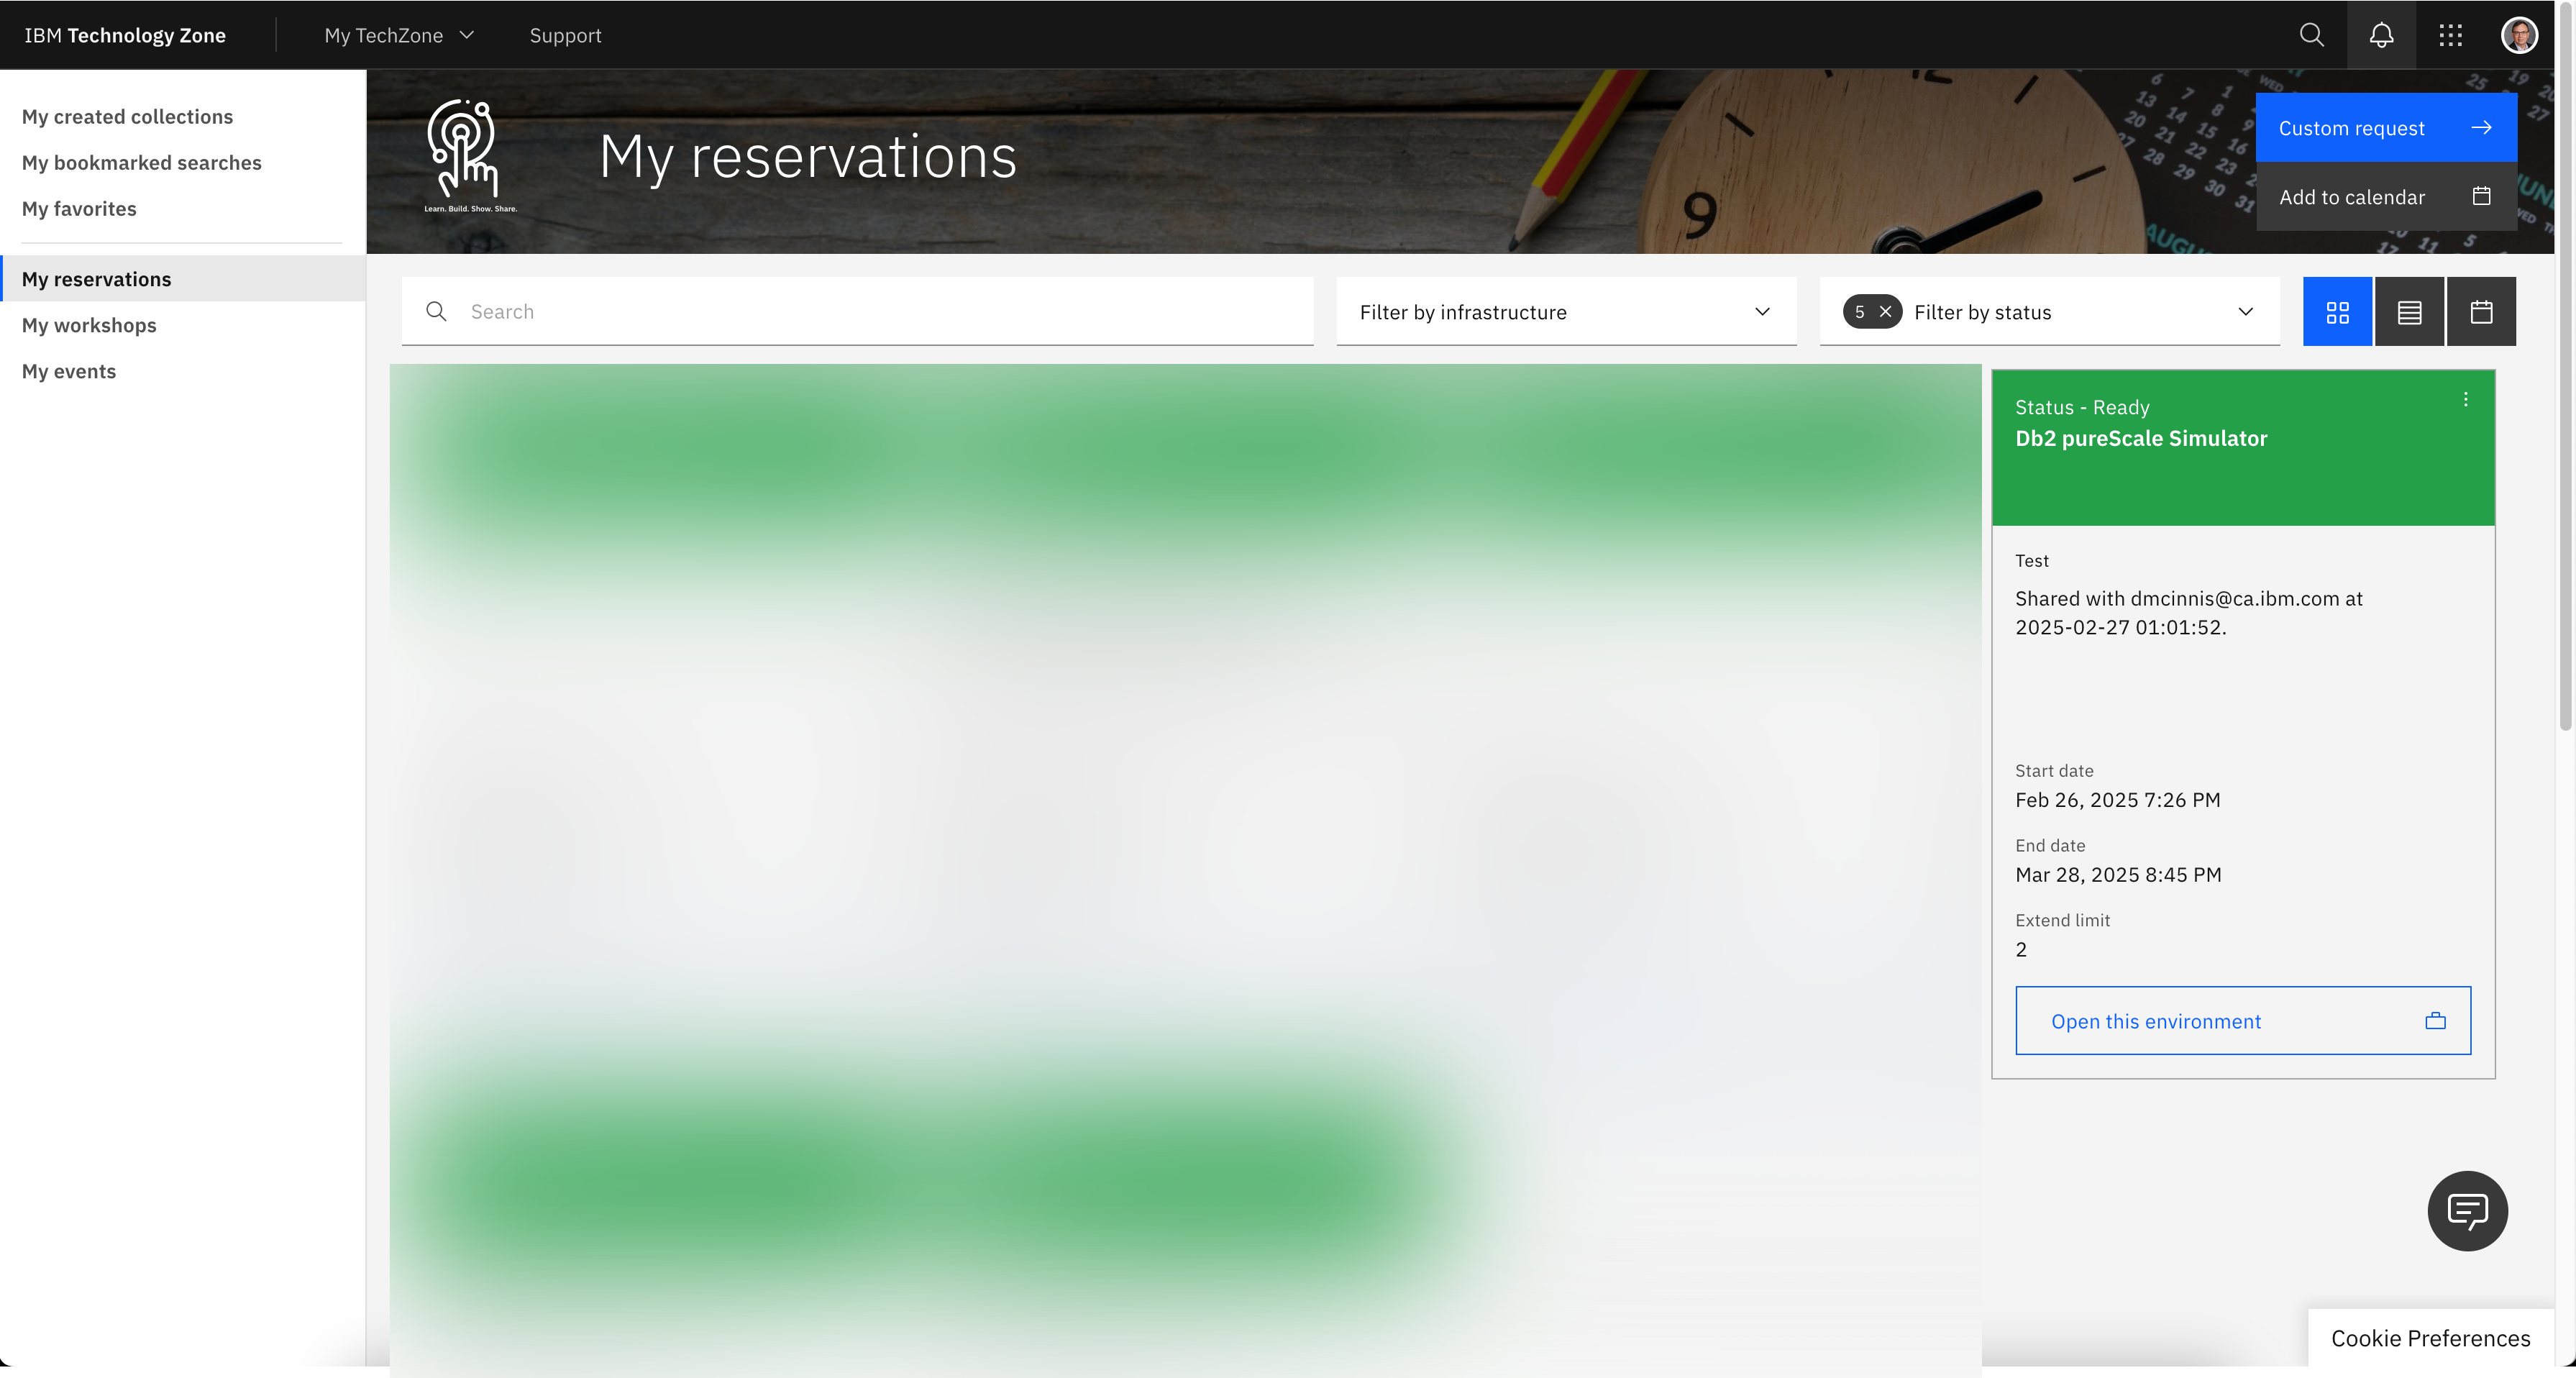 IBM Technology Zone
My TechZone
Support
My created collections
My bookmarked searches
My favorites
My reservations
My workshops
My events
Learn. Build. Show. Share.
My reservations
Custom request
Add to calendar
Search
Filter by infrastructure
5
Filter by status
Status - Ready
Db2 pureScale Simulator
Test
Shared with dmcinnis@ca.ibm.com at
2025-02-27 01:01:52.
Start date
Feb 26, 2025 7:26 PM
End date
Mar 28, 2025 8:45 PM
Extend limit
2
Open this environment
Cookie Preferences